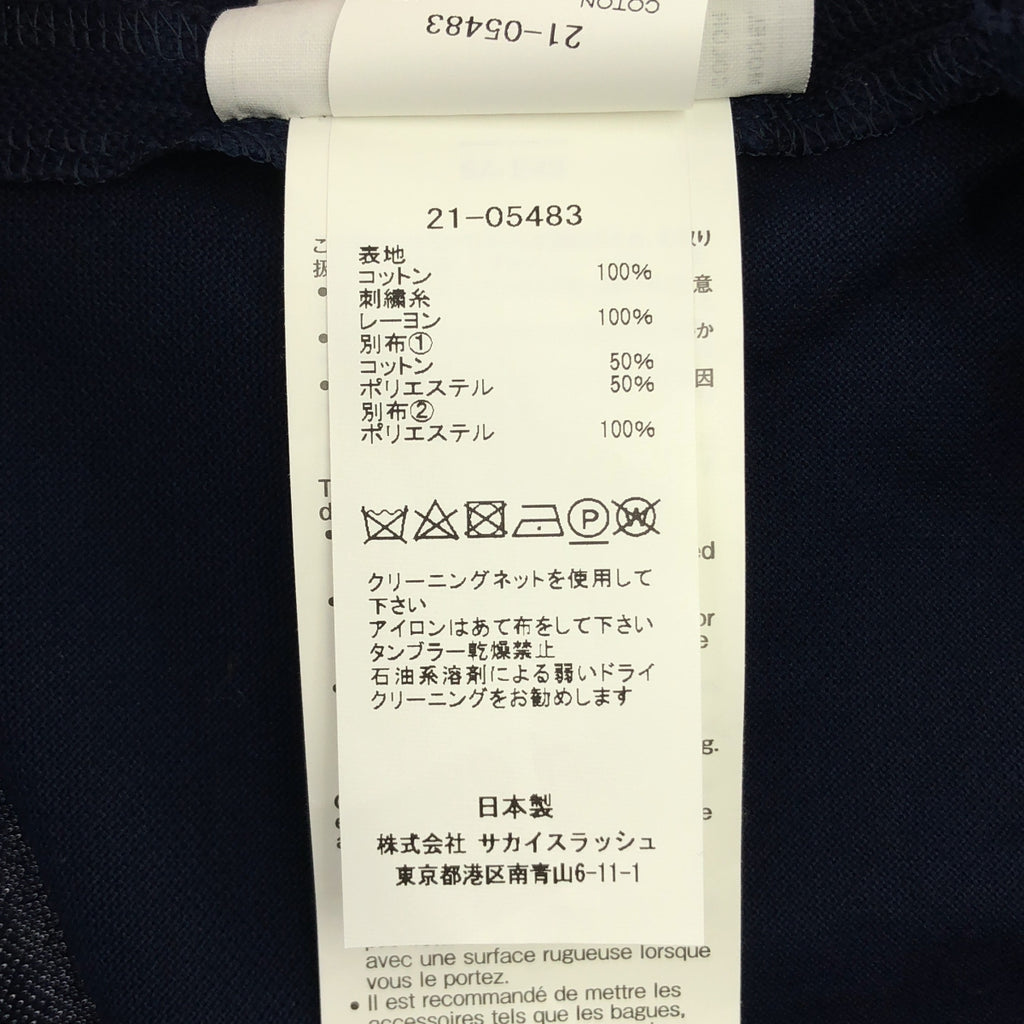 COTON
21-05483
21-05483
表地
コットン 100%
刺繍糸
レーヨン 100%
別布①
コットン 50%
ポリエステル 50%
別布②
ポリエステル 100%
P W
クリーニングネットを使用して
下さい
アイロンはあて布をして下さい
タンブラー乾燥禁止
石油系溶剤による弱いドライ
クリーニングをお勧めします
日本製
株式会社 サカイスラッシュ
東京都港区南青山6-11-1
avec une surface rugueuse lorsque
vous le portez.
• Il est recommandé de mettre les
accessoires tels que les bagues,